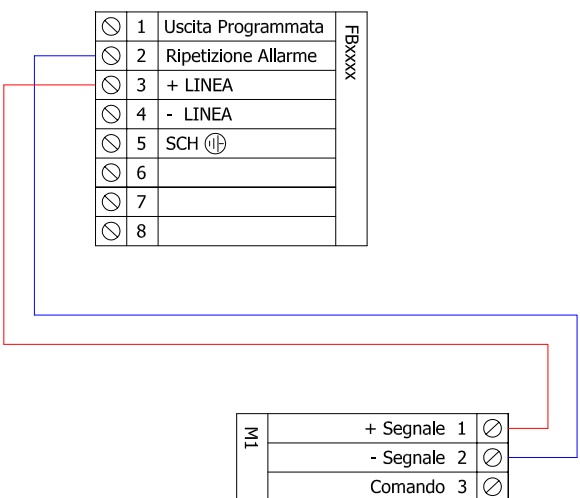 1 Uscita Programmata
2 Ripetizione Allarme
3 + LINEA
4 - LINEA
5 SCH
6
7
8
FBxxxx
M1
+ Segnale 1
- Segnale 2
Comando 3